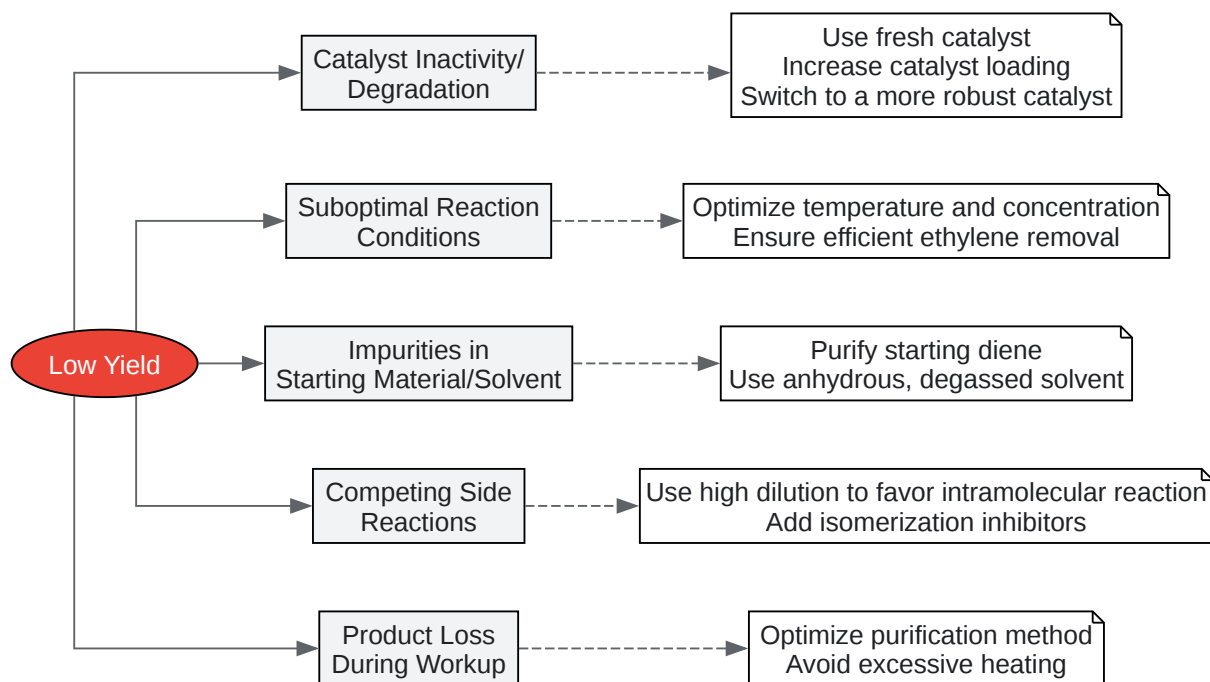 Catalyst Inactivity/
Degradation
Use fresh catalyst
Increase catalyst loading
Switch to a more robust catalyst
Suboptimal Reaction
Conditions
Optimize temperature and concentration
Ensure efficient ethylene removal
Low Yield
Impurities in
Starting Material/Solvent
Purify starting diene
Use anhydrous, degassed solvent
Competing Side
Reactions
Use high dilution to favor intramolecular reaction
Add isomerization inhibitors
Product Loss
During Workup
Optimize purification method
Avoid excessive heating